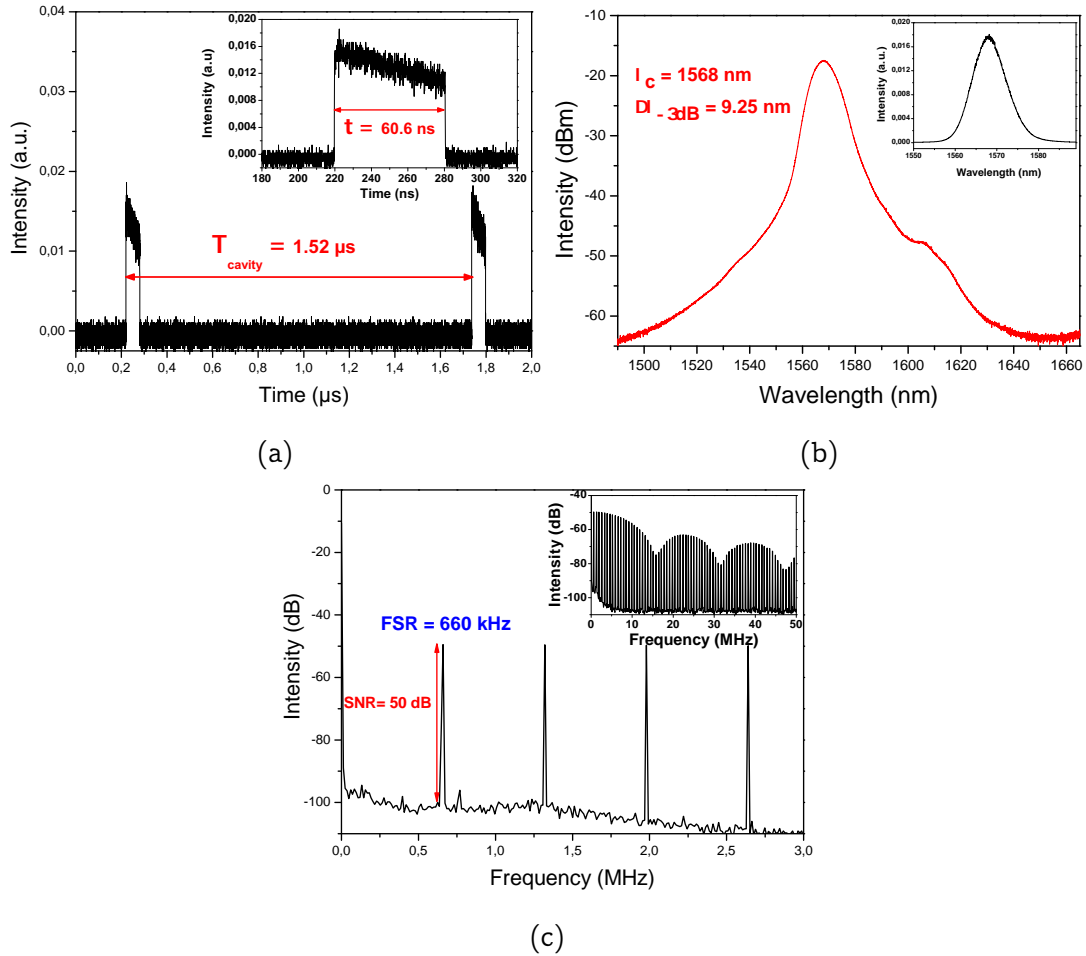 0,04
0,03
0,02
0,01
0,00
Intensity (a.u.)
0,0 0,2 0,4 0,6 0,8 1,0 1,2 1,4 1,6 1,8 2,0
Time (µs)
T cavity = 1.52 µs
0,020
0,016
0,012
0,008
0,004
0,000
Intensity (a.u)
t = 60.6 ns
180 200 220 240 260 280 300 320
Time (ns)
(a)
-10
-20
-30
-40
-50
-60
Intensity (dBm)
l c = 1568 nm
Dl - 3dB = 9.25 nm
1500 1520 1540 1560 1580 1600 1620 1640 1660
Wavelength (nm)
0,020
0,016
0,012
0,008
0,004
0,000
Intensity (a.u.)
1550 1560 1570 1580
Wavelength (nm)
(b)
0
-20
-40
-60
-80
-100
Intensity (dB)
FSR = 660 kHz
SNR= 50 dB
0,0 0,5 1,0 1,5 2,0 2,5 3,0
Frequency (MHz)
-40
-60
-80
-100
Intensity (dB)
0 10 20 30 40 50
Frequency (MHz)
(c)